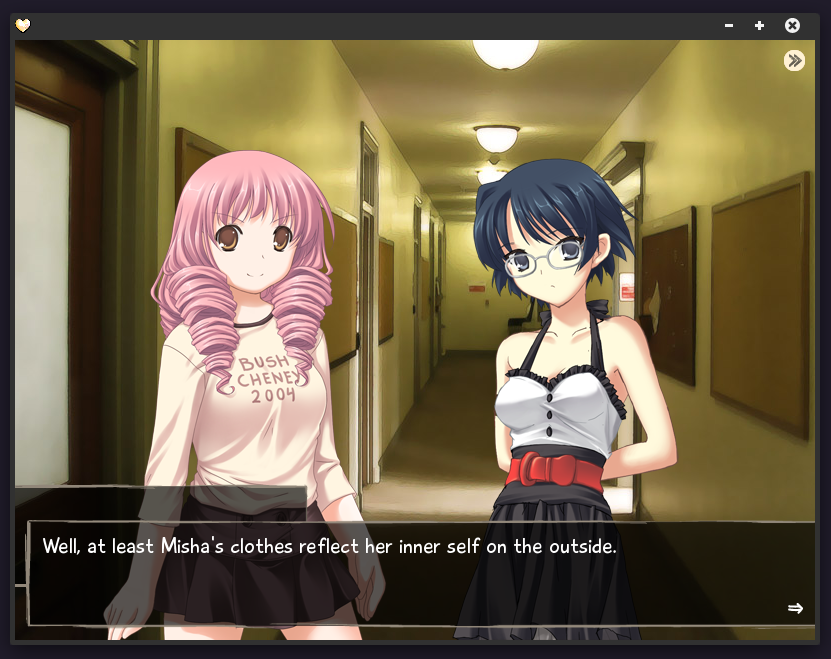 BUSH
CHENEY
2004
Well, at least Misha's clothes reflect her inner self on the outside.